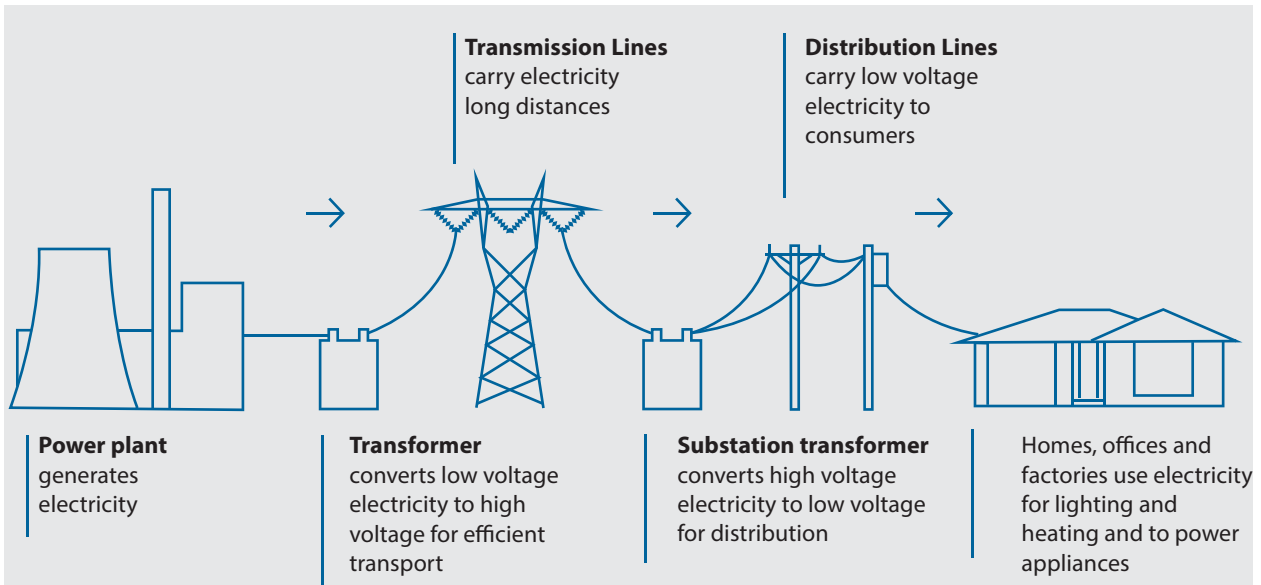 Transmission Lines
carry electricity
long distances
Distribution Lines
carry low voltage
electricity to
consumers
Power plant
generates
electricity
Transformer
converts low voltage
electricity to high
voltage for efficient
transport
Substation transformer
converts high voltage
electricity to low voltage
for distribution
Homes, offices and
factories use electricity
for lighting and
heating and to power
appliances